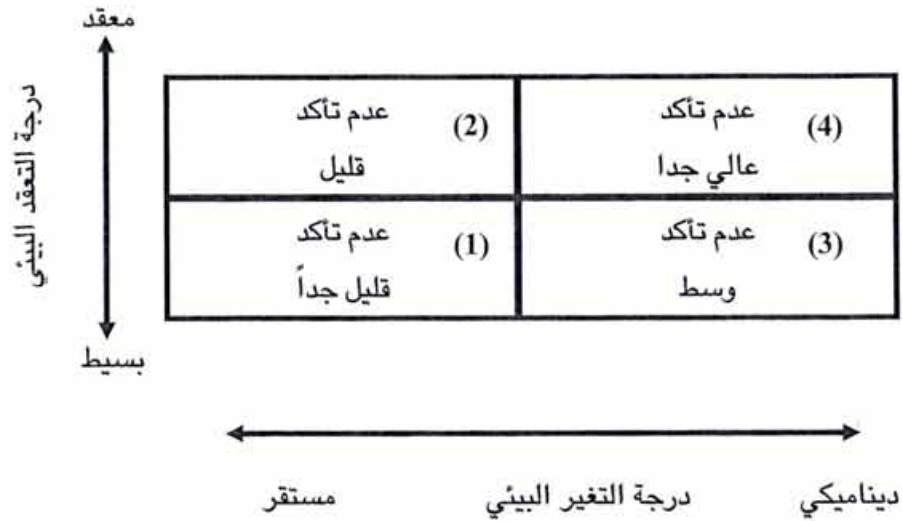 معقد
درجة التعقد البيئي
عدم تأكد (4)
عالي جدا
عدم تأكد (2)
قليل
عدم تأكد (3)
وسط
عدم تأكد (1)
قليل جداً
بسيط
ديناميكي درجة التغير البيئي مستقر